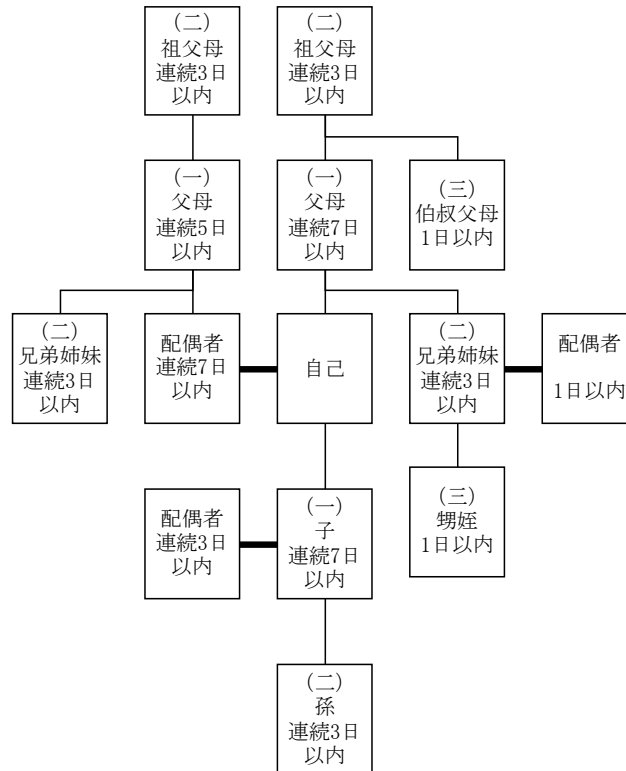 (二)
祖父母
連続3日
以内
(二)
祖父母
連続3日
以内
(一)
父母
連続5日
以内
(一)
父母
連続7日
以内
(三)
伯叔父母
1日以内
(二)
兄弟姉妹
連続3日
以内
配偶者
連続7日
以内
自己
(二)
兄弟姉妹
連続3日
以内
配偶者
1日以内
配偶者
連続3日
以内
(一)
子
連続7日
以内
(三)
甥姪
1日以内
(二)
孫
連続3日
以内